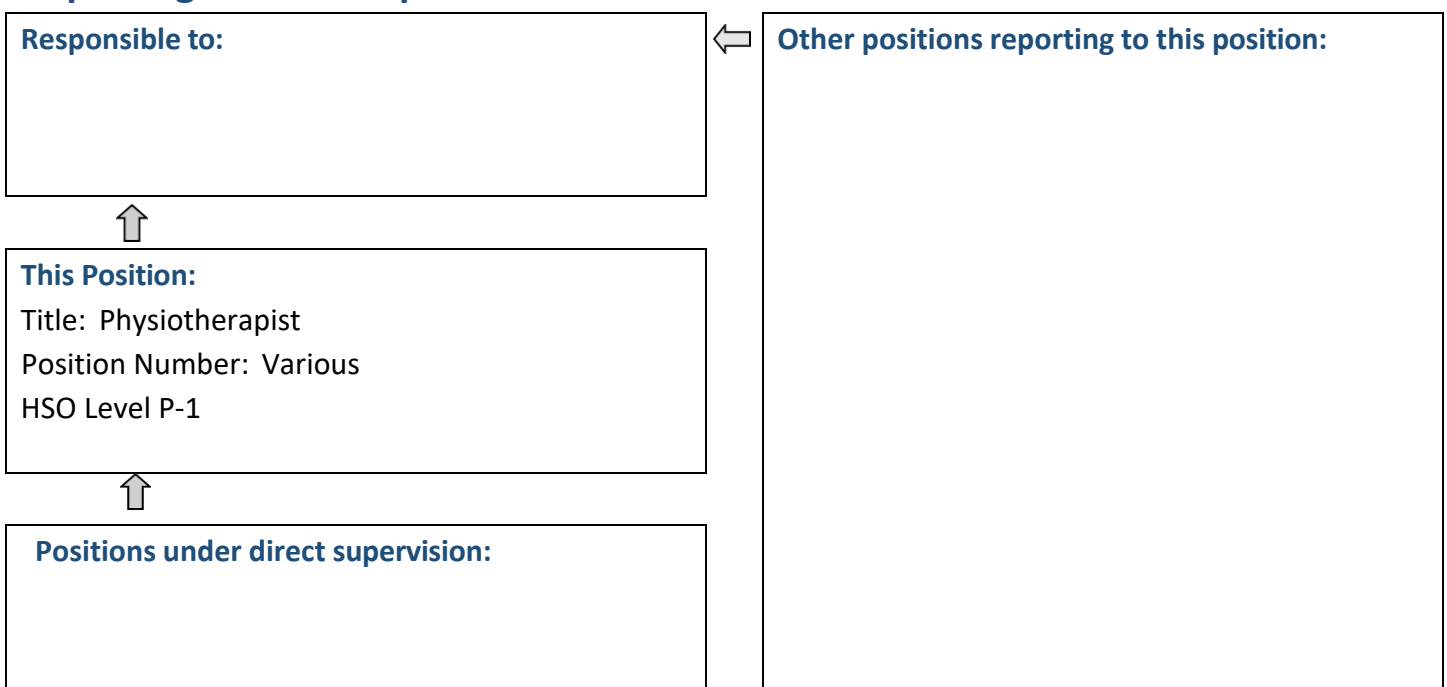 Responsible to:
Other positions reporting to this position:
This Position:
Title: Physiotherapist
Position Number: Various
HSO Level P-1
Positions under direct supervision: